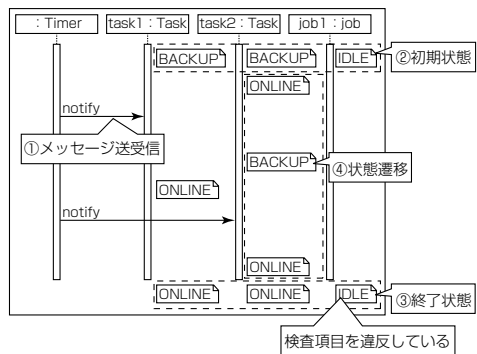 ：Timer
task1：Task
task2：Task
job1：job
BACKUP
BACKUP
IDLE
②初期状態
ONLINE
notify
①メッセージ送受信
BACKUP
④状態遷移
ONLINE
notify
ONLINE
ONLINE
ONLINE
IDLE
③終了状態
検査項目を違反している